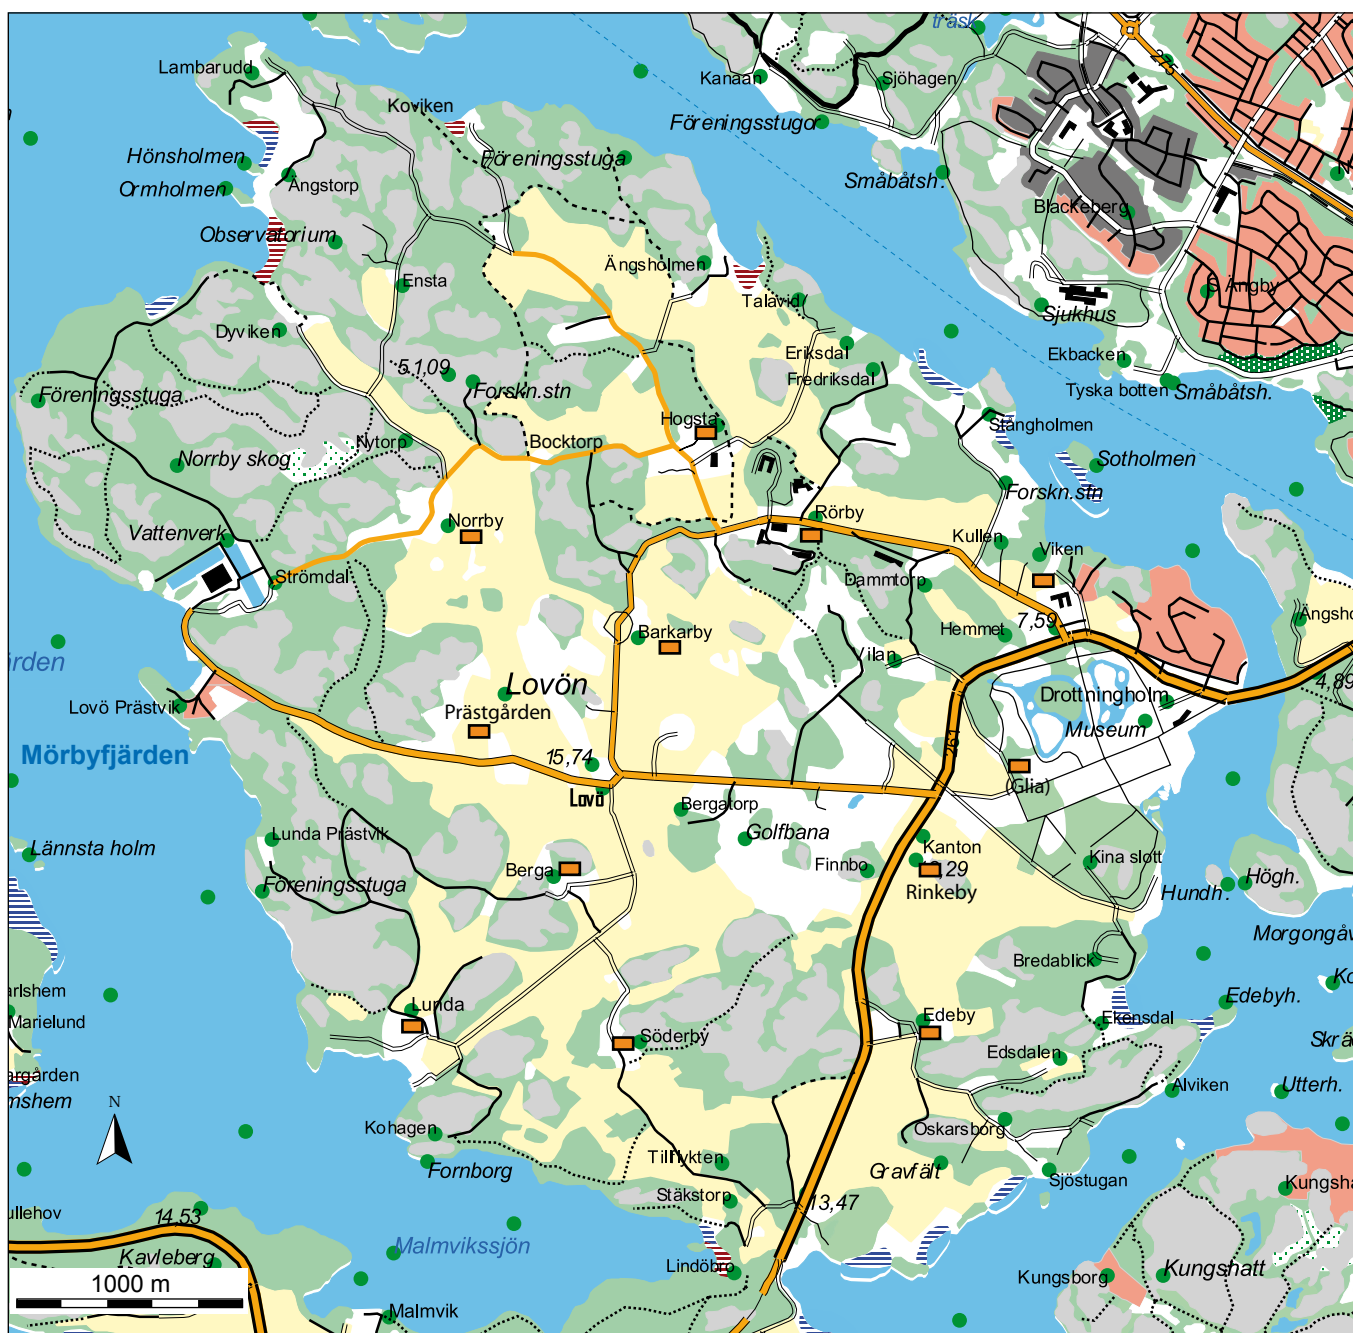 träsk
Lambarudd
Kanaan
Sjöhagen
275
Koviken
Föreningsstugor
Hönsholmen
Föreningsstuga
Ormholmen
Ängstorp
Småbåtsh.
Blackeberg
Observatorium
Ensta
Ängsholmen
Talavid
S Ängby
Sjukhus
Dyviken
Eriksdal
Ekbacken
5.1,09
Forskn.stn
Fredriksdal
Tyska botten
Småbåtsh.
Föreningsstuga
Hogsta
Stångholmen
Nytorp
Bocktorp
Norrby skog
Sotholmen
Forskn.stn
Norrby
Rörby
Vattenverk
Kullen
Viken
Strömdal
Dammtorp
Ängsho
Barkarby
Hemmet
7,59
ärden
Vilan
Lovön
4,89
Lovö Prästvik
Prästgården
Drottningholm
Museum
Mörbyfjärden
15,74
261
(Glia)
Lovö
Bergatorp
Golfbana
Lunda Prästvik
Kanton
Lännsta holm
Berga
Finnbo
29
Kina slott
Föreningsstuga
Rinkeby
Hundh.
Högh.
Morgongåv
Bredablick
arlshem
Ko
Lunda
Edeby
Edebyh.
Marielund
Söderby
Ekensdal
Edsdalen
Skrä
argården
Alviken
Utterh.
mshem
N
Kohagen
Oskarsborg
Fornborg
Tillflykten
Gravfält
Sjöstugan
Kungsha
Stäkstorp
13,47
ullehov
14,53
Malmvikssjön
Kavleberg
Lindöbro
Kungsborg
Kungshatt
1000 m
Malmvik